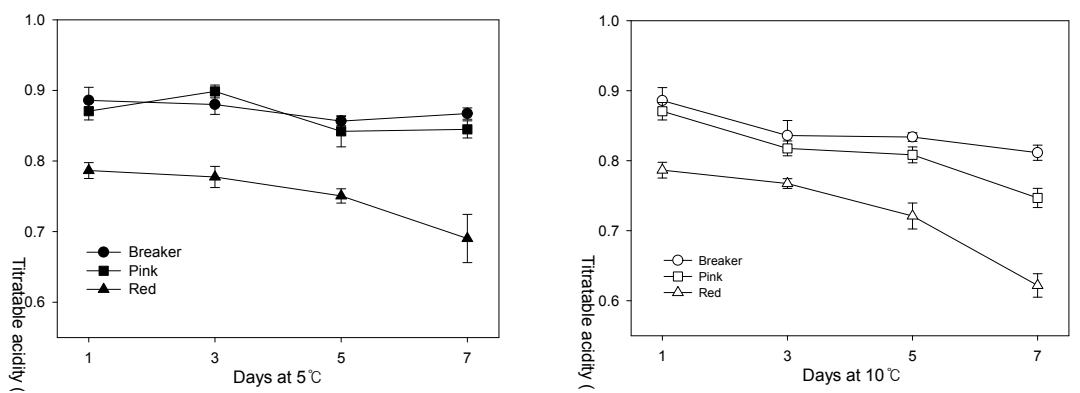 1.0
0.9
0.8
0.7
0.6
Titratable acidity (
Breaker
Pink
Red
1 3 5 7
Days at 5℃
1.0
0.9
0.8
0.7
0.6
Titratable acidity (
Breaker
Pink
Red
1 3 5 7
Days at 10℃